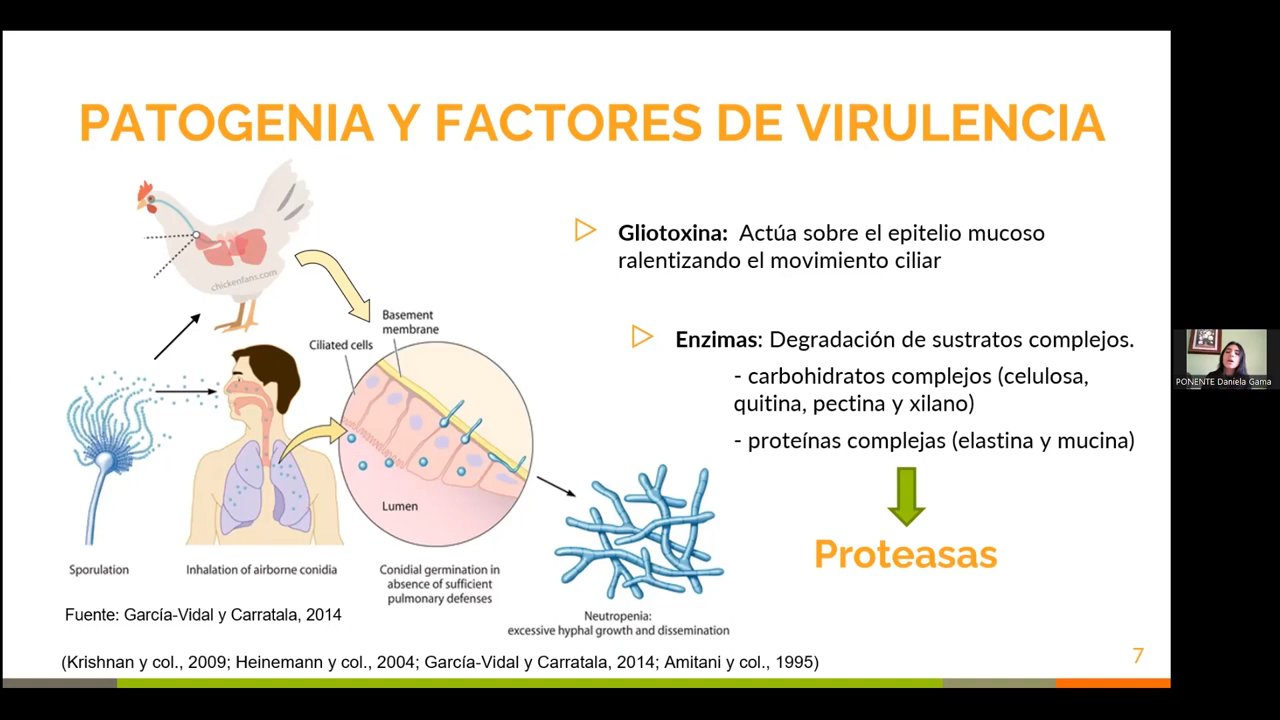 PATOGENIA Y FACTORES DE VIRULENCIA
chickenfans.com
Gliotoxina: Actúa sobre el epitelio mucoso
ralentizando el movimiento ciliar
Basement
membrane
Ciliated cells
Enzimas: Degradación de sustratos complejos.
- carbohidratos complejos (celulosa,
quitina, pectina y xilano)
- proteínas complejas (elastina y mucina)
Proteasas
Lumen
Sporulation
Inhalation of airborne conidia
Conidial germination in
absence of sufficient
pulmonary defenses
Neutropenia:
excessive hyphal growth and dissemination
Fuente: García-Vidal y Carratala, 2014
(Krishnan y col., 2009; Heinemann y col., 2004; García-Vidal y Carratala, 2014; Amitani y col., 1995)
7
PONENTE Daniela Gama